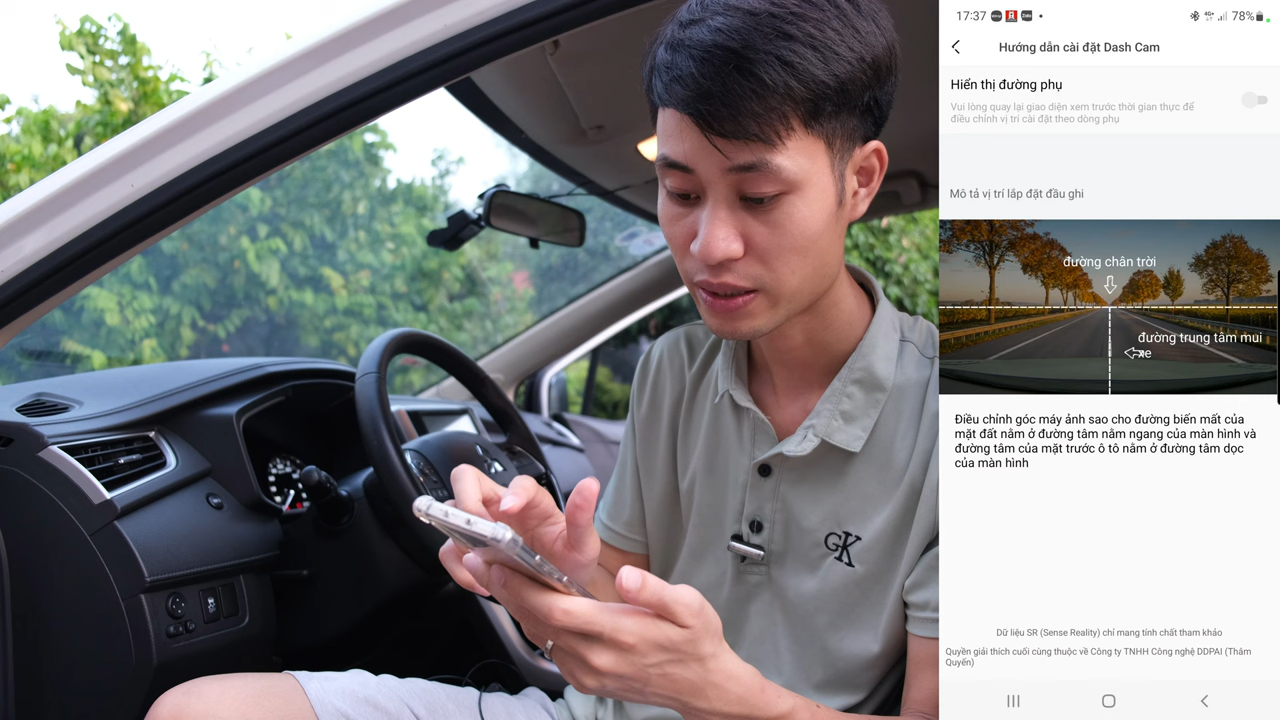 GK
17:37
4G+
78%
Hướng dẫn cài đặt Dash Cam
Hiển thị đường phụ
Vui lòng quay lại giao diện xem trước thời gian thực để
điều chỉnh vị trí cài đặt theo dòng phụ
Mô tả vị trí lắp đặt đầu ghi
đường chân trời
đường trung tâm mui
xe
Điều chỉnh góc máy ảnh sao cho đường biến mất của
mặt đất nằm ở đường tâm nằm ngang của màn hình và
đường tâm của mặt trước ô tô nằm ở đường tâm dọc
của màn hình
Dữ liệu SR (Sense Reality) chỉ mang tính chất tham khảo
Quyền giải thích cuối cùng thuộc về Công ty TNHH Công nghệ DDPAI (Thâm
Quyến)